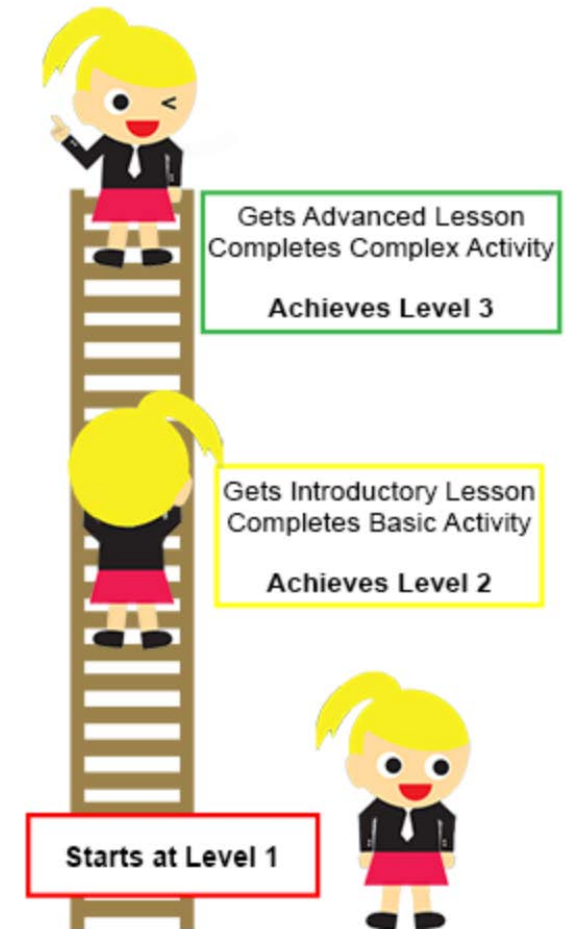 Gets Advanced Lesson
Completes Complex Activity
Achieves Level 3
Gets Introductory Lesson
Completes Basic Activity
Achieves Level 2
Starts at Level 1